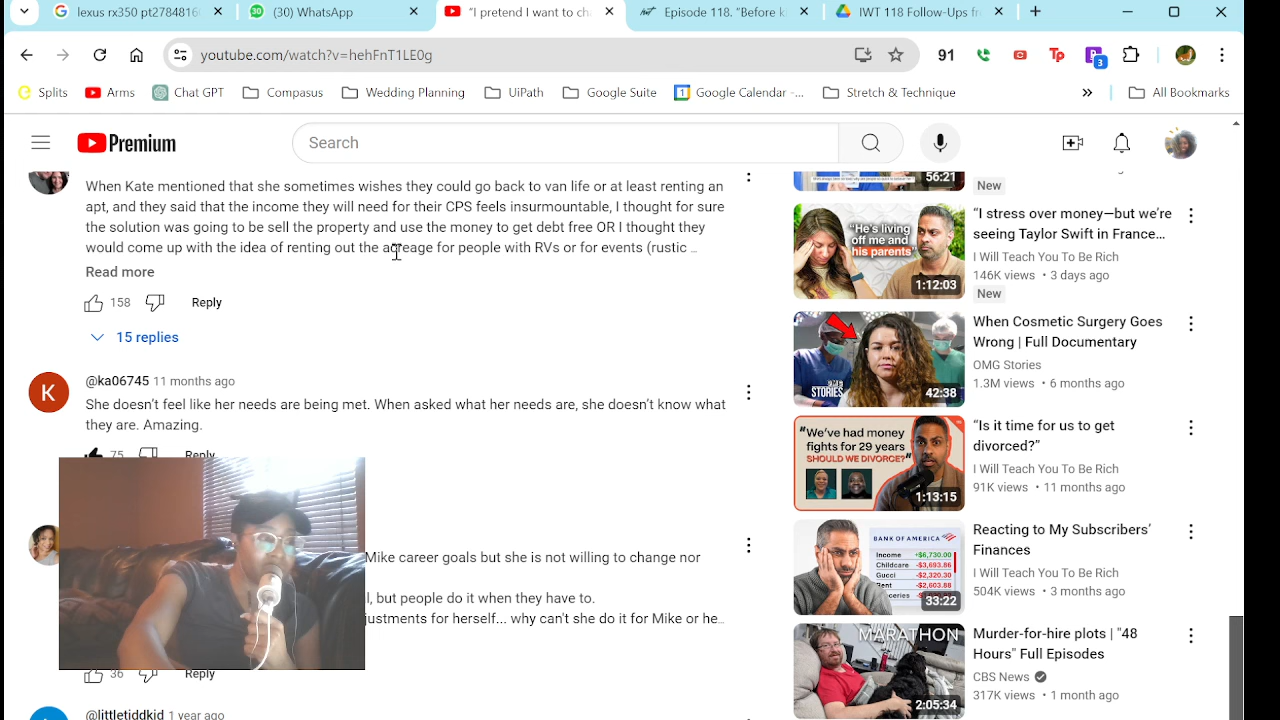 lexus rx350 pt2784816
(30) WhatsApp
"I pretend I want to ch
Episode 118. "Before k
IWT 118 Follow-Ups fr
youtube.com/watch?v=hehFnT1LE0g
91
Tp
3
Splits
Arms
Chat GPT
Compasus
Wedding Planning
UiPath
Google Suite
Google Calendar -...
Stretch & Technique
All Bookmarks
Premium
Search
When Cate mentioned that she sometimes wishes they could go back to van life or at least renting an
apt, and they said that the income they will need for their CPS feels insurmountable, I thought for sure
the solution was going to be sell the property and use the money to get debt free OR I thought they
would come up with the idea of renting out the acreage for people with RVs or for events (rustic ...
Read more
158
Reply
15 replies
K
@ka06745 11 months ago
She doesn't feel like her needs are being met. When asked what her needs are, she doesn't know what
they are. Amazing.
Mike career goals but she is not willing to change nor
l, but people do it when they have to.
justments for herself... why can't she do it for Mike or he...
36
Reply
@littletiddkid 1 year ago
56:21
New
"He's living
off me and
his parents"
1:12:03
"I stress over money—but we're
seeing Taylor Swift in France...
I Will Teach You To Be Rich
146K views • 3 days ago
New
STORIES
42:38
When Cosmetic Surgery Goes
Wrong | Full Documentary
OMG Stories
1.3M views • 6 months ago
"We've had money
fights for 29 years
SHOULD WE DIVORCE?"
1:13:15
"Is it time for us to get
divorced?"
I Will Teach You To Be Rich
91K views • 11 months ago
BANK OF AMERICA
Income +$6,730.00
Childcare -$3,693.86
Gucci -$2,320.30
Rent -$2,603.88
33:22
Reacting to My Subscribers'
Finances
I Will Teach You To Be Rich
504K views • 3 months ago
MARATHON
2:05:34
Murder-for-hire plots | "48
Hours" Full Episodes
CBS News
317K views • 1 month ago